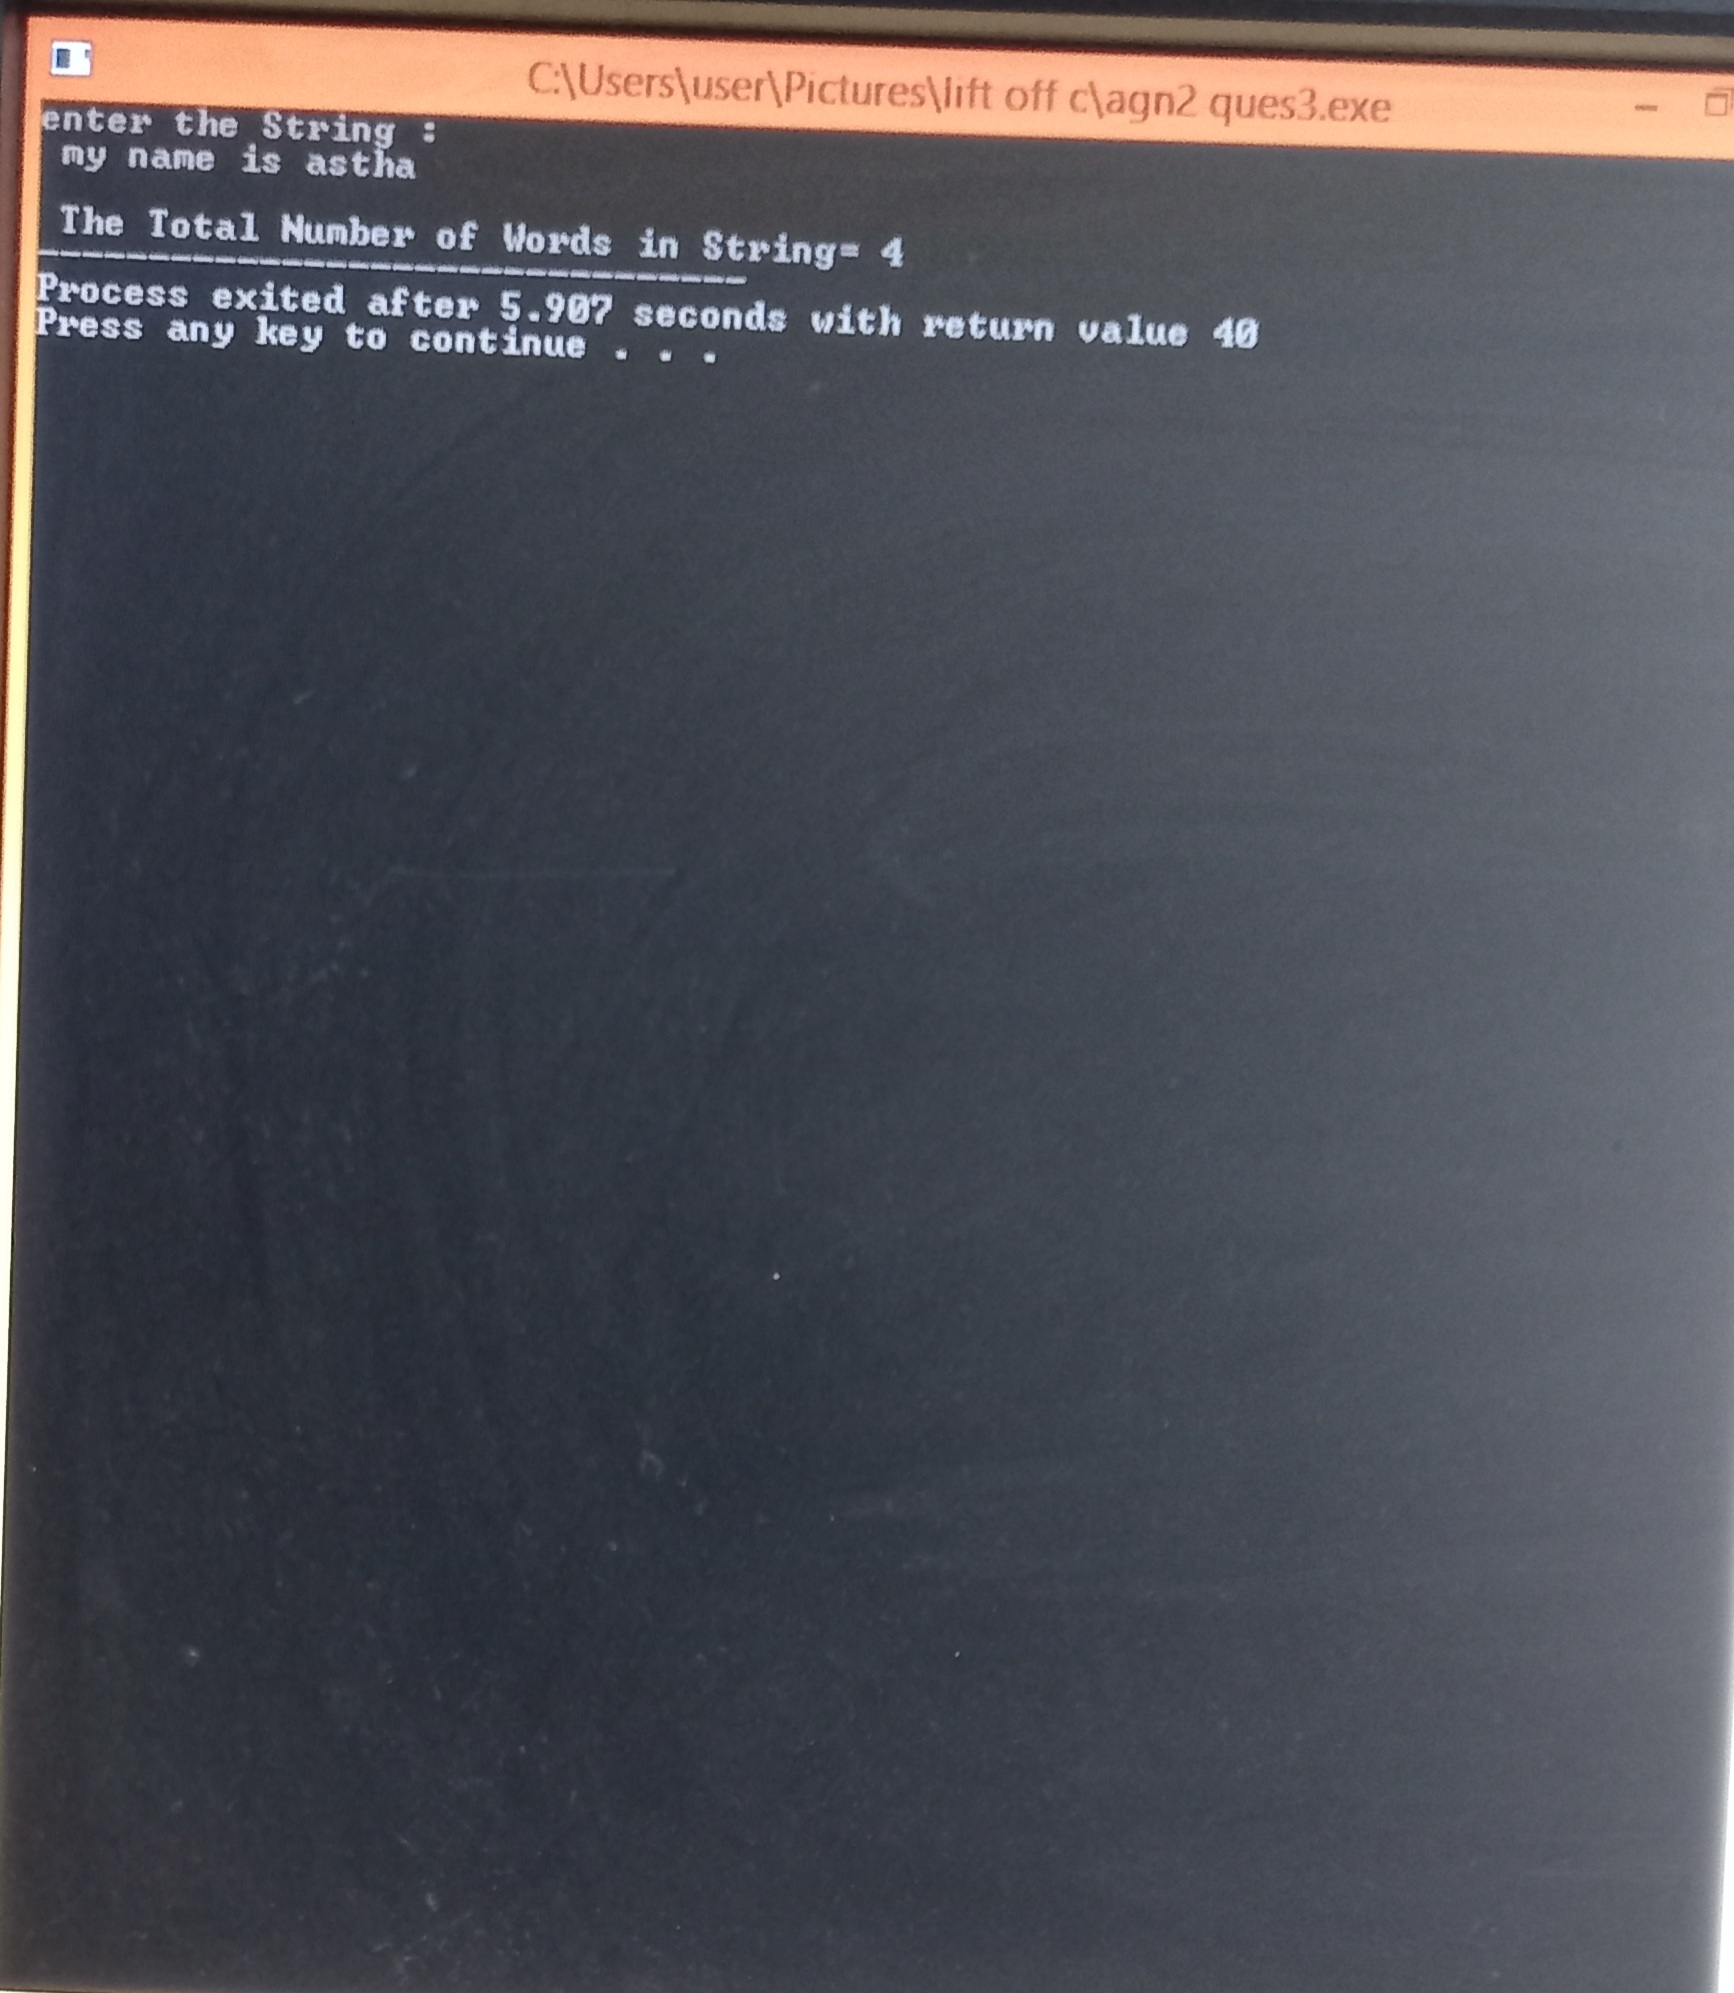 C:\Users\user\Pictures\lift off c\agn2 ques3.exe
enter the String :
my name is astha
The Total Number of Words in String= 4
--------------------------------
Process exited after 5.907 seconds with return value 40
Press any key to continue . . .